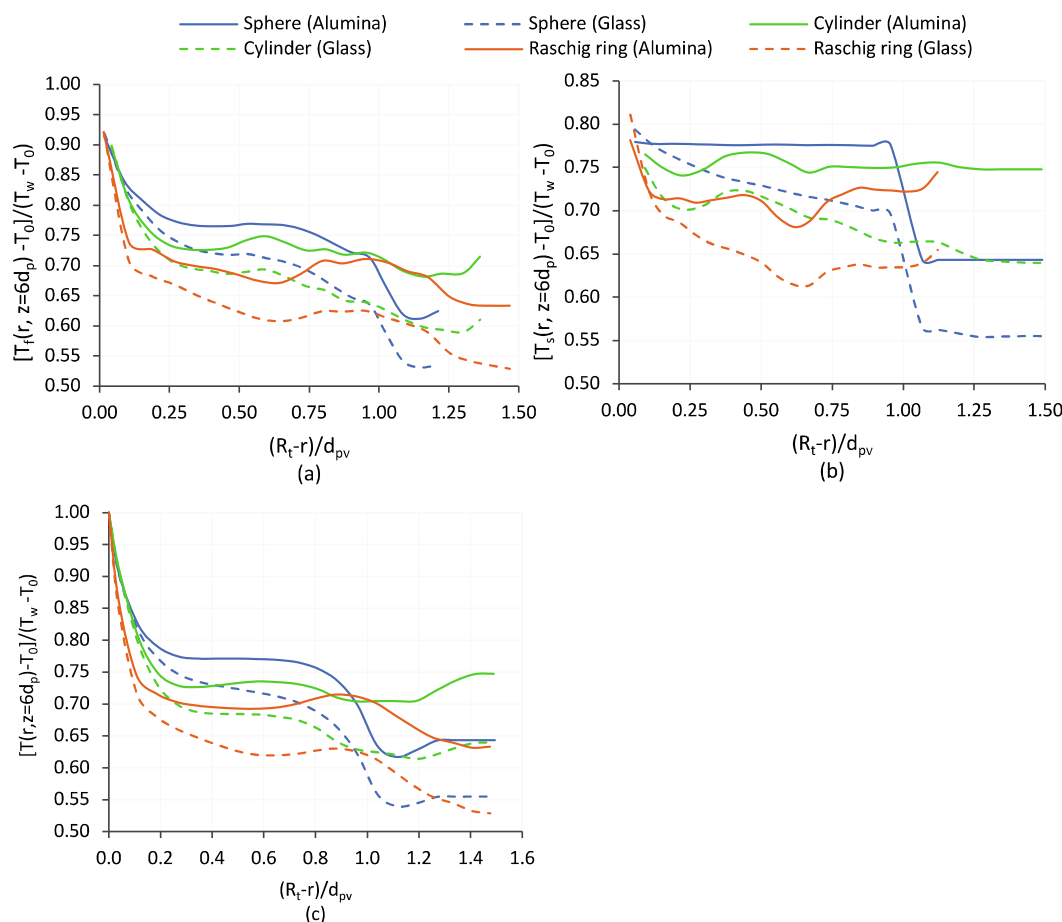 Sphere (Alumina) Sphere (Glass) Cylinder (Alumina)
Cylinder (Glass) Raschig ring (Alumina) Raschig ring (Glass)
[Tf(r, z=6dp) -T0]/(Tw -T0)
1.00
0.95
0.90
0.85
0.80
0.75
0.70
0.65
0.60
0.55
0.50
0.00 0.25 0.50 0.75 1.00 1.25 1.50
(Rt-r)/dpv
(a)
[Ts(r, z=6dp) -T0]/(Tw -T0)
0.85
0.80
0.75
0.70
0.65
0.60
0.55
0.50
0.00 0.25 0.50 0.75 1.00 1.25 1.50
(Rt-r)/dpv
(b)
[T(r,z=6dp)-T0]/(Tw -T0)
1.00
0.95
0.90
0.85
0.80
0.75
0.70
0.65
0.60
0.55
0.50
0.0 0.2 0.4 0.6 0.8 1.0 1.2 1.4 1.6
(Rt-r)/dpv
(c)